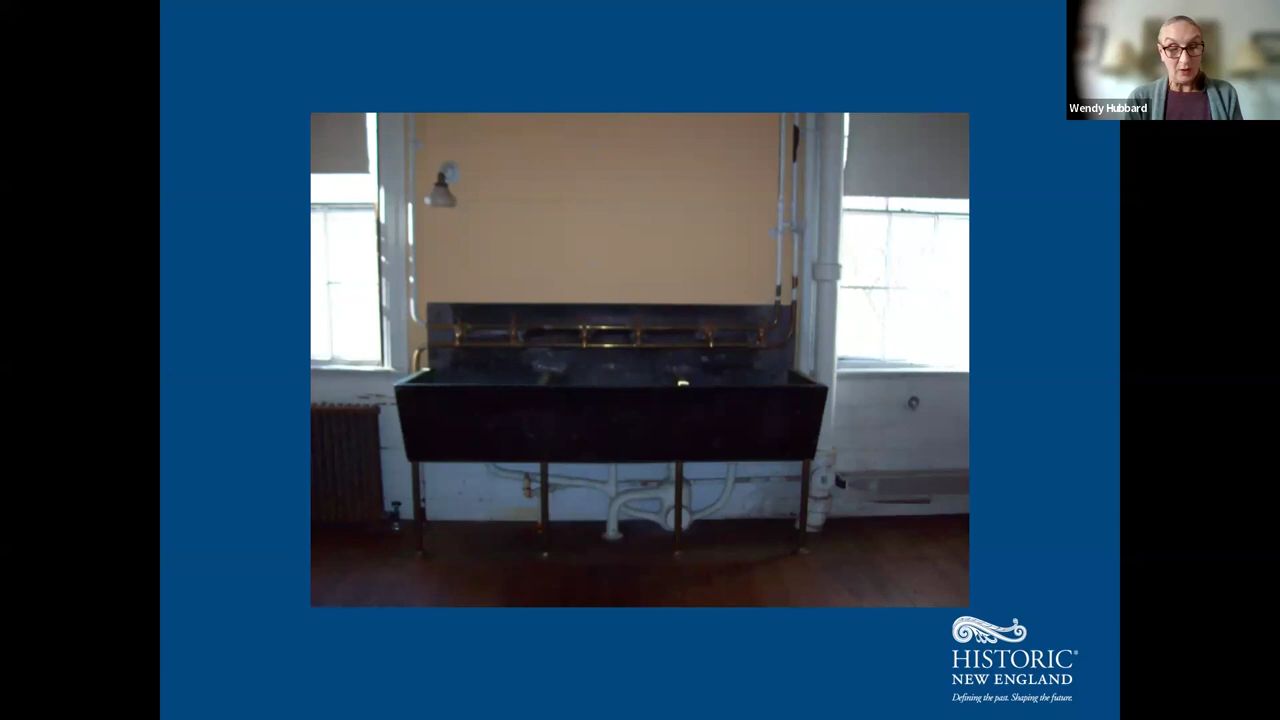 Wendy Hubbard
HISTORIC®
NEW ENGLAND
Defining the past. Shaping the future.